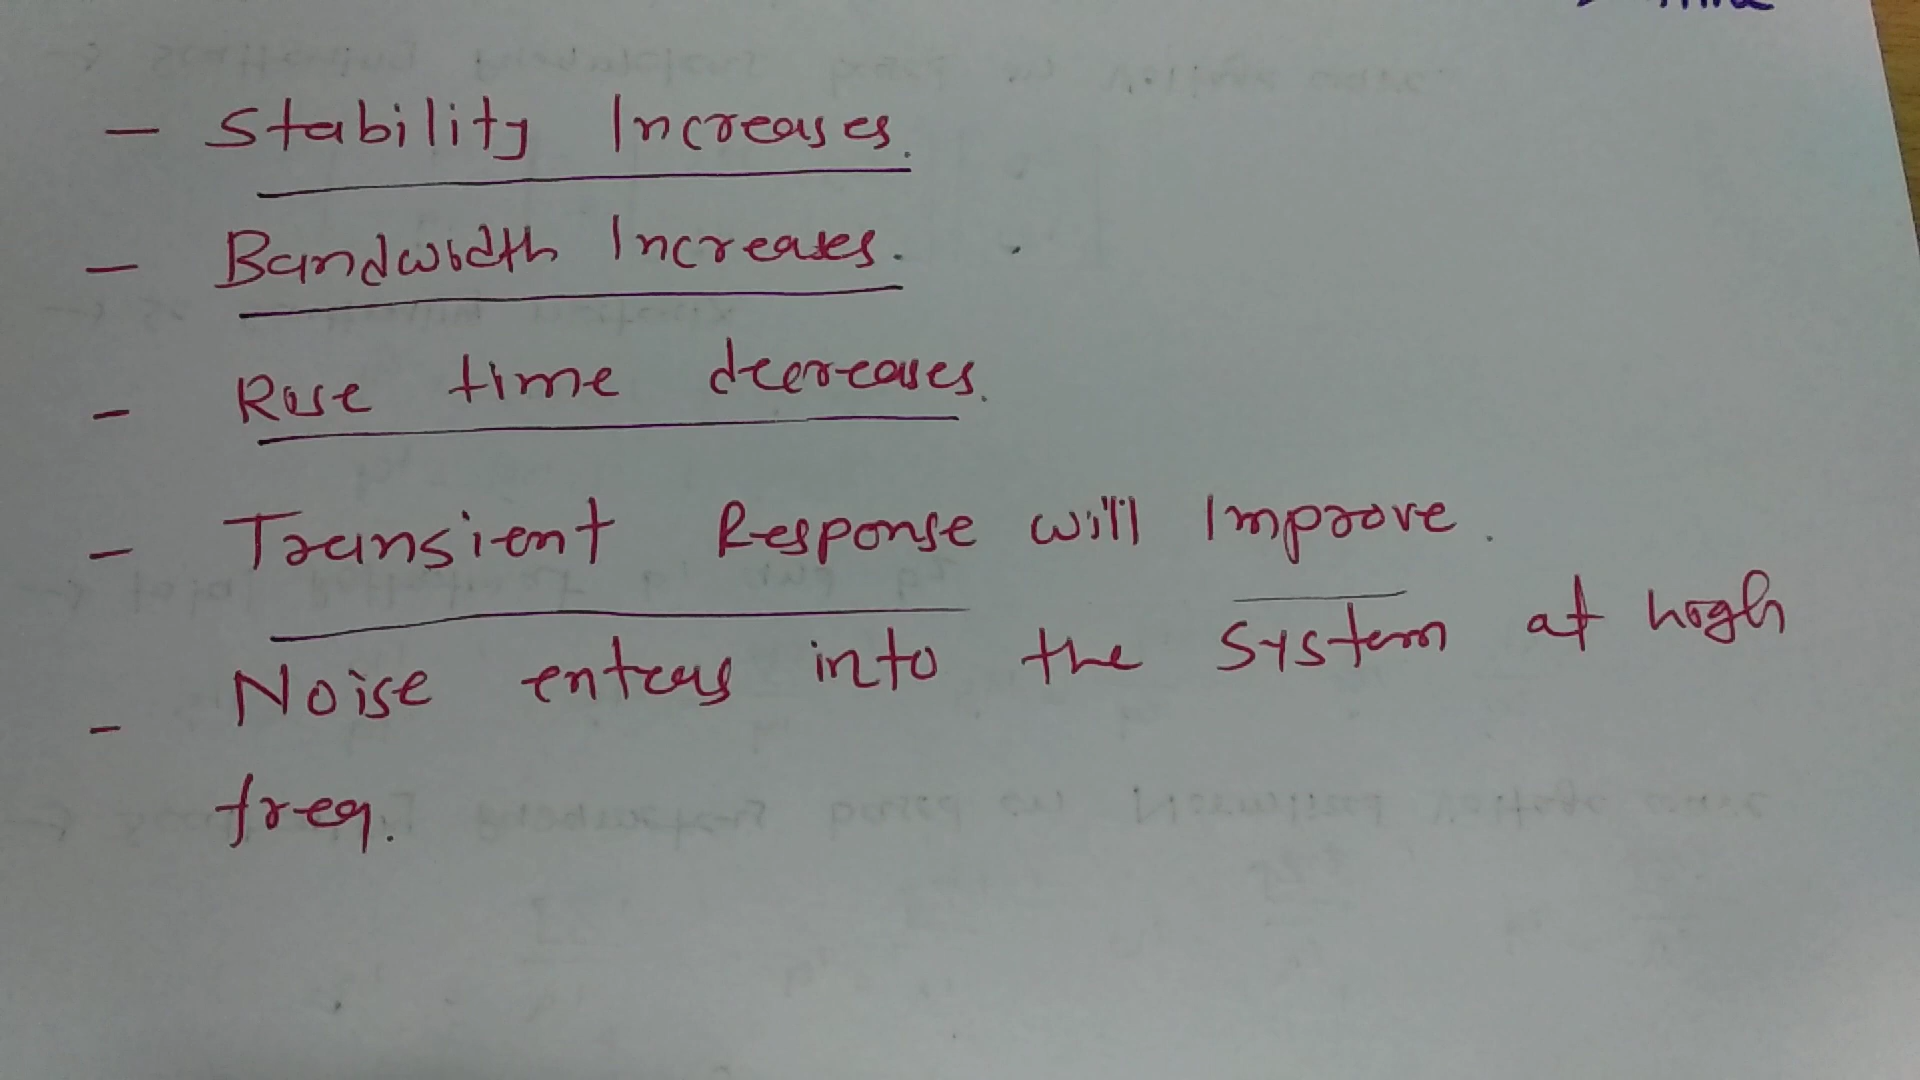 - Stability Increases.
- Bandwidth Increases.
- Rise time decreases.
- Transient Response will Improve.
- Noise enters into the system at high
freq.